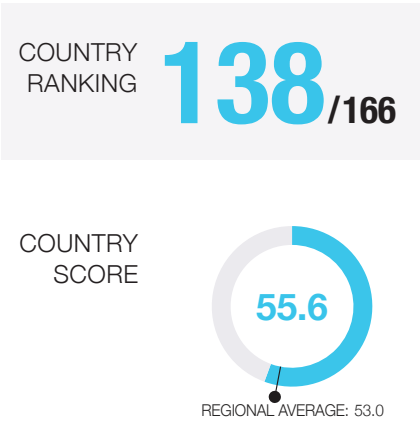 COUNTRY
RANKING
138/166
COUNTRY
SCORE
55.6
REGIONAL AVERAGE: 53.0